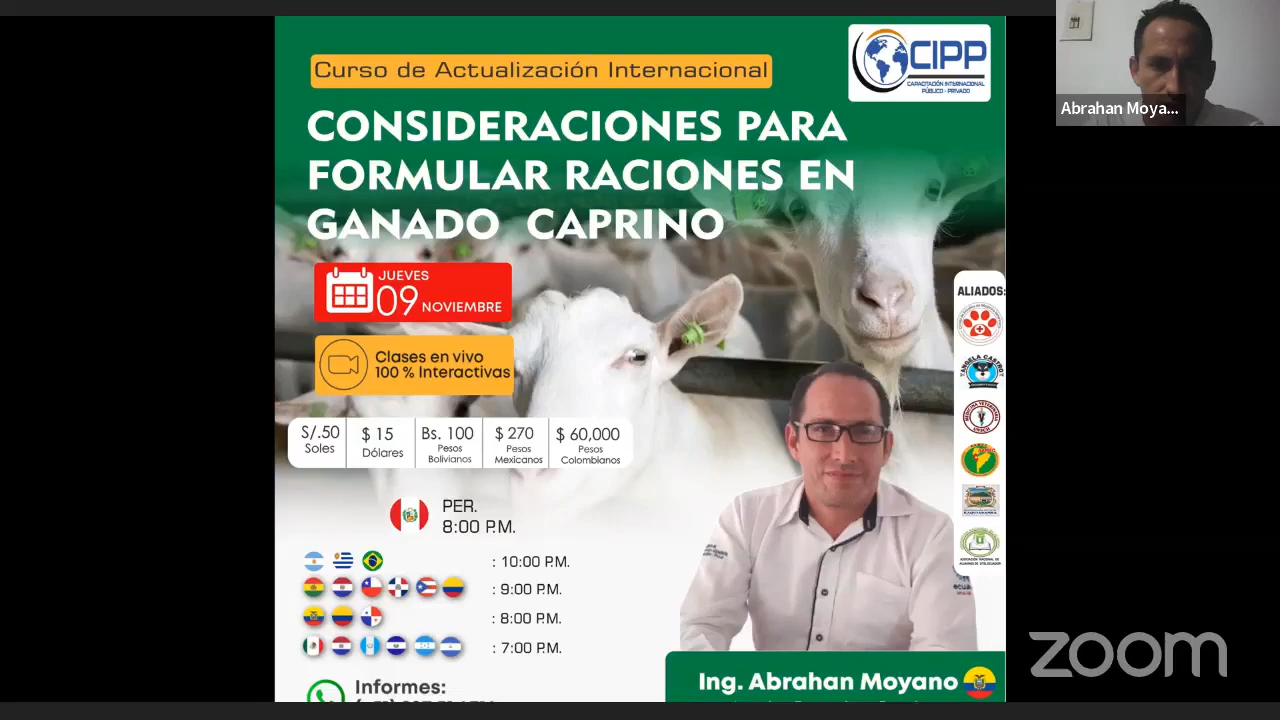 Curso de Actualización Internacional
CIPP
CAPACITACIÓN INTERNACIONAL
PÚBLICO - PRIVADO
Abrahan Moya...
CONSIDERACIONES PARA
FORMULAR RACIONES EN
GANADO CAPRINO
JUEVES
09 NOVIEMBRE
Clases en vivo
100 % Interactivas
S/.50
Soles
$ 15
Dólares
Bs. 100
Pesos
Bolivianos
$ 270
Pesos
Mexicanos
$ 60,000
Pesos
Colombianos
ALIADOS:
PER.
8:00 P.M.
: 10:00 P.M.
: 9:00 P.M.
: 8:00 P.M.
: 7:00 P.M.
Informes:
Ing. Abrahan Moyano
zoom